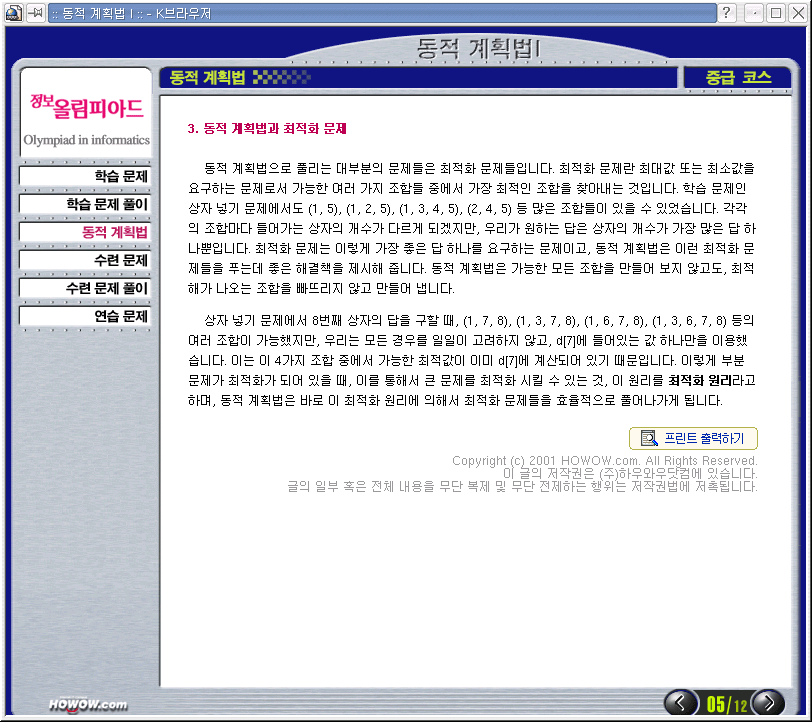 :: 동적 계획법 I :: - K브라우저
동적 계획법I
동적 계획법
중급 코스
정보올림피아드
Olympiad in informatics
학습 문제
학습 문제 풀이
동적 계획법
수련 문제
수련 문제 풀이
연습 문제
3. 동적 계획법과 최적화 문제
동적 계획법으로 풀리는 대부분의 문제들은 최적화 문제들입니다. 최적화 문제란 최대값 또는 최소값을
요구하는 문제로서 가능한 여러 가지 조합들 중에서 가장 최적인 조합을 찾아내는 것입니다. 학습 문제인
상자 넣기 문제에서도 (1, 5), (1, 2, 5), (1, 3, 4, 5), (2, 4, 5) 등 많은 조합들이 있을 수 있었습니다. 각각
의 조합마다 들어가는 상자의 개수가 다르게 되겠지만, 우리가 원하는 답은 상자의 개수가 가장 많은 답 하
나뿐입니다. 최적화 문제는 이렇게 가장 좋은 답 하나를 요구하는 문제이고, 동적 계획법은 이런 최적화 문
제들을 푸는데 좋은 해결책을 제시해 줍니다. 동적 계획법은 가능한 모든 조합을 만들어 보지 않고도, 최적
해가 나오는 조합을 빠뜨리지 않고 만들어 냅니다.
상자 넣기 문제에서 8번째 상자의 답을 구할 때, (1, 7, 8), (1, 3, 7, 8), (1, 6, 7, 8), (1, 3, 6, 7, 8) 등의
여러 조합이 가능했지만, 우리는 모든 경우를 일일이 고려하지 않고, d[7]에 들어있는 값 하나만을 이용했
습니다. 이는 이 4가지 조합 중에서 가능한 최적값이 이미 d[7]에 계산되어 있기 때문입니다. 이렇게 부분
문제가 최적화가 되어 있을 때, 이를 통해서 큰 문제를 최적화 시킬 수 있는 것, 이 원리를 최적화 원리라고
하며, 동적 계획법은 바로 이 최적화 원리에 의해서 최적화 문제들을 효율적으로 풀어나가게 됩니다.
프린트 출력하기
Copyright (c) 2001 HOWOW.com. All Rights Reserved.
이 글의 저작권은 (주)하우와우닷컴에 있습니다.
글의 일부 혹은 전체 내용을 무단 복제 및 무단 전제하는 행위는 저작권법에 저촉됩니다.
HOWOW.com
05/12